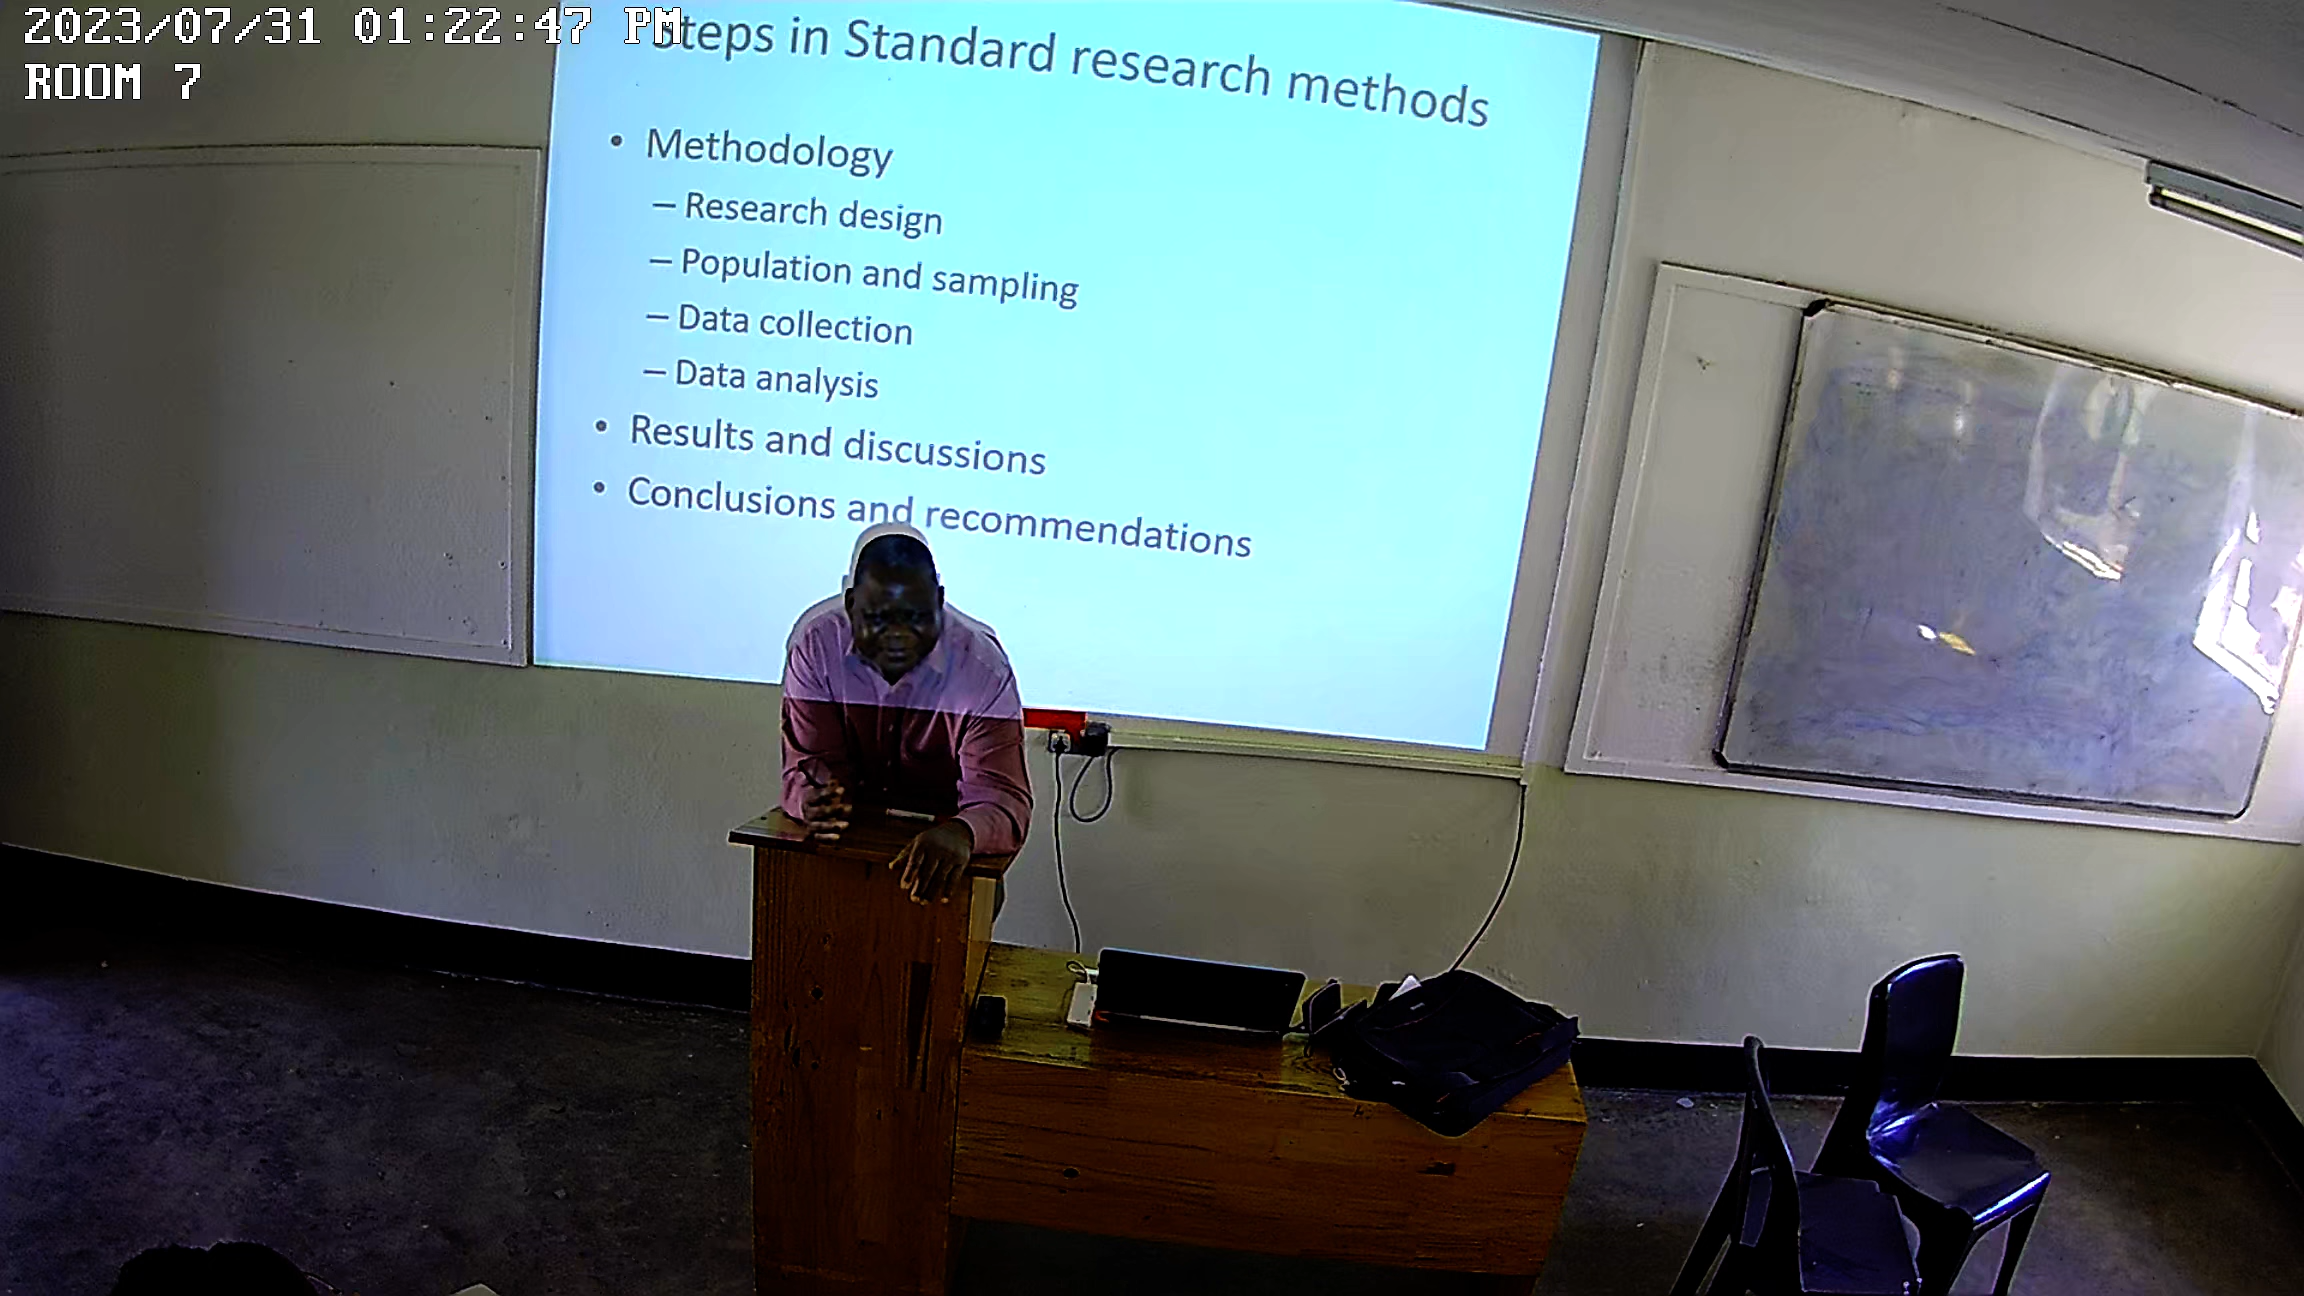 2023/07/31 01:22:47 PM
ROOM 7
Steps in Standard research methods
• Methodology
– Research design
– Population and sampling
– Data collection
– Data analysis
• Results and discussions
• Conclusions and recommendations